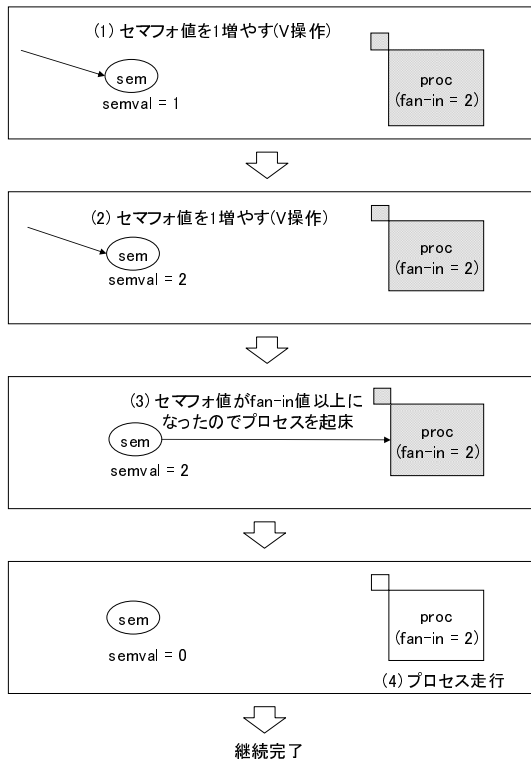 (1) セマフォ値を1増やす(V操作)
sem
semval = 1
proc
(fan-in = 2)
(2) セマフォ値を1増やす(V操作)
sem
semval = 2
proc
(fan-in = 2)
(3) セマフォ値がfan-in値以上に
なったのでプロセスを起床
sem
semval = 2
proc
(fan-in = 2)
sem
semval = 0
proc
(fan-in = 2)
(4) プロセス走行
継続完了